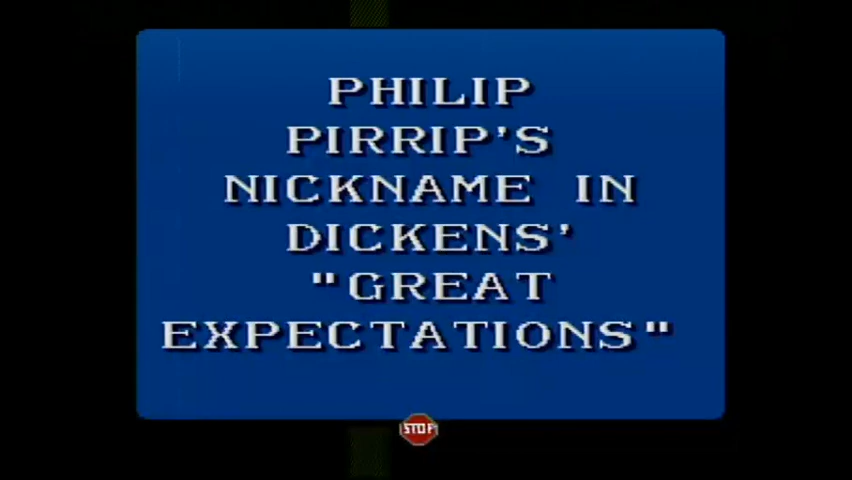 PHILIP
PIRRIP'S
NICKNAME IN
DICKENS'
"GREAT
EXPECTATIONS"
STOP